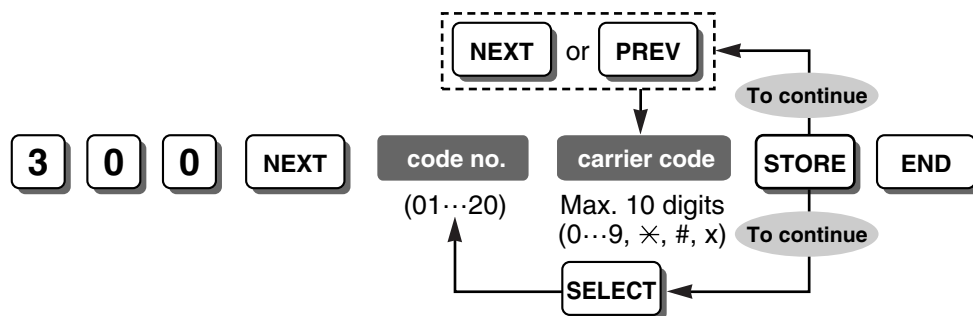 NEXT or PREV
To continue
3 0 0 NEXT code no. carrier code STORE END
(01···20) Max. 10 digits
(0···9, ✳, #, x)
To continue
SELECT